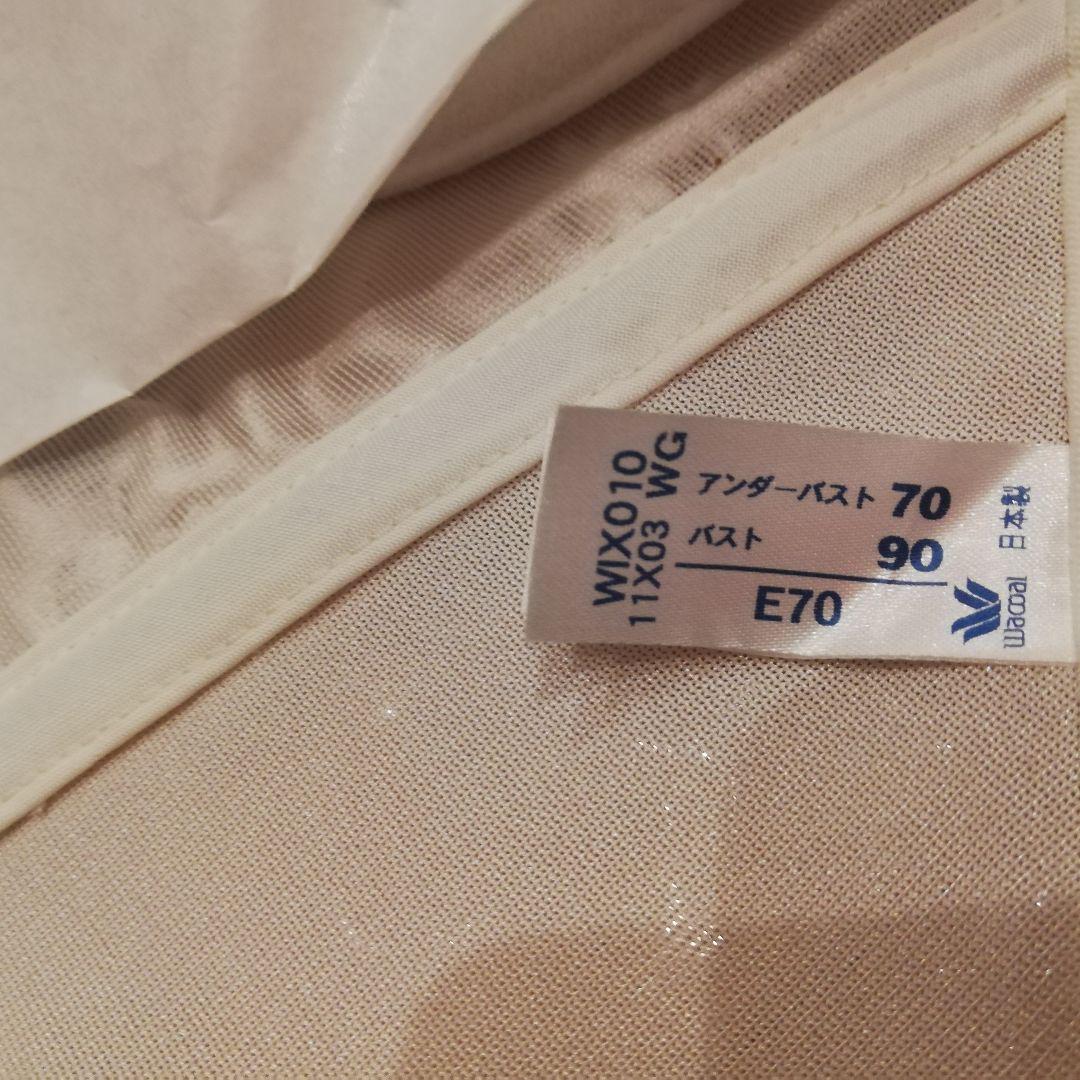 WIX010
11X03 WG
アンダーバスト 70
バスト 90
E70
Wacoal
日本製